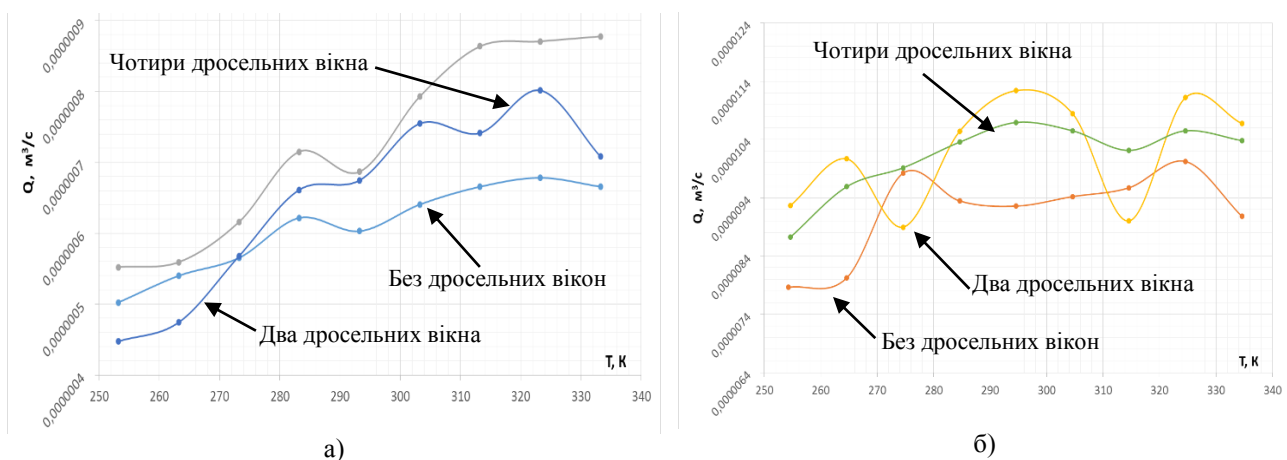 0,0000009
0,0000008
0,0000007
0,0000006
0,0000005
0,0000004
Q, м³/с
Чотири дросельних вікна
Без дросельних вікон
Два дросельних вікна
T, K
250 260 270 280 290 300 310 320 330 340
а)
0,0000124
0,0000114
0,0000104
0,0000094
0,0000084
0,0000074
0,0000064
Q, м³/с
Чотири дросельних вікна
Два дросельних вікна
Без дросельних вікон
T, K
250 260 270 280 290 300 310 320 330 340
б)